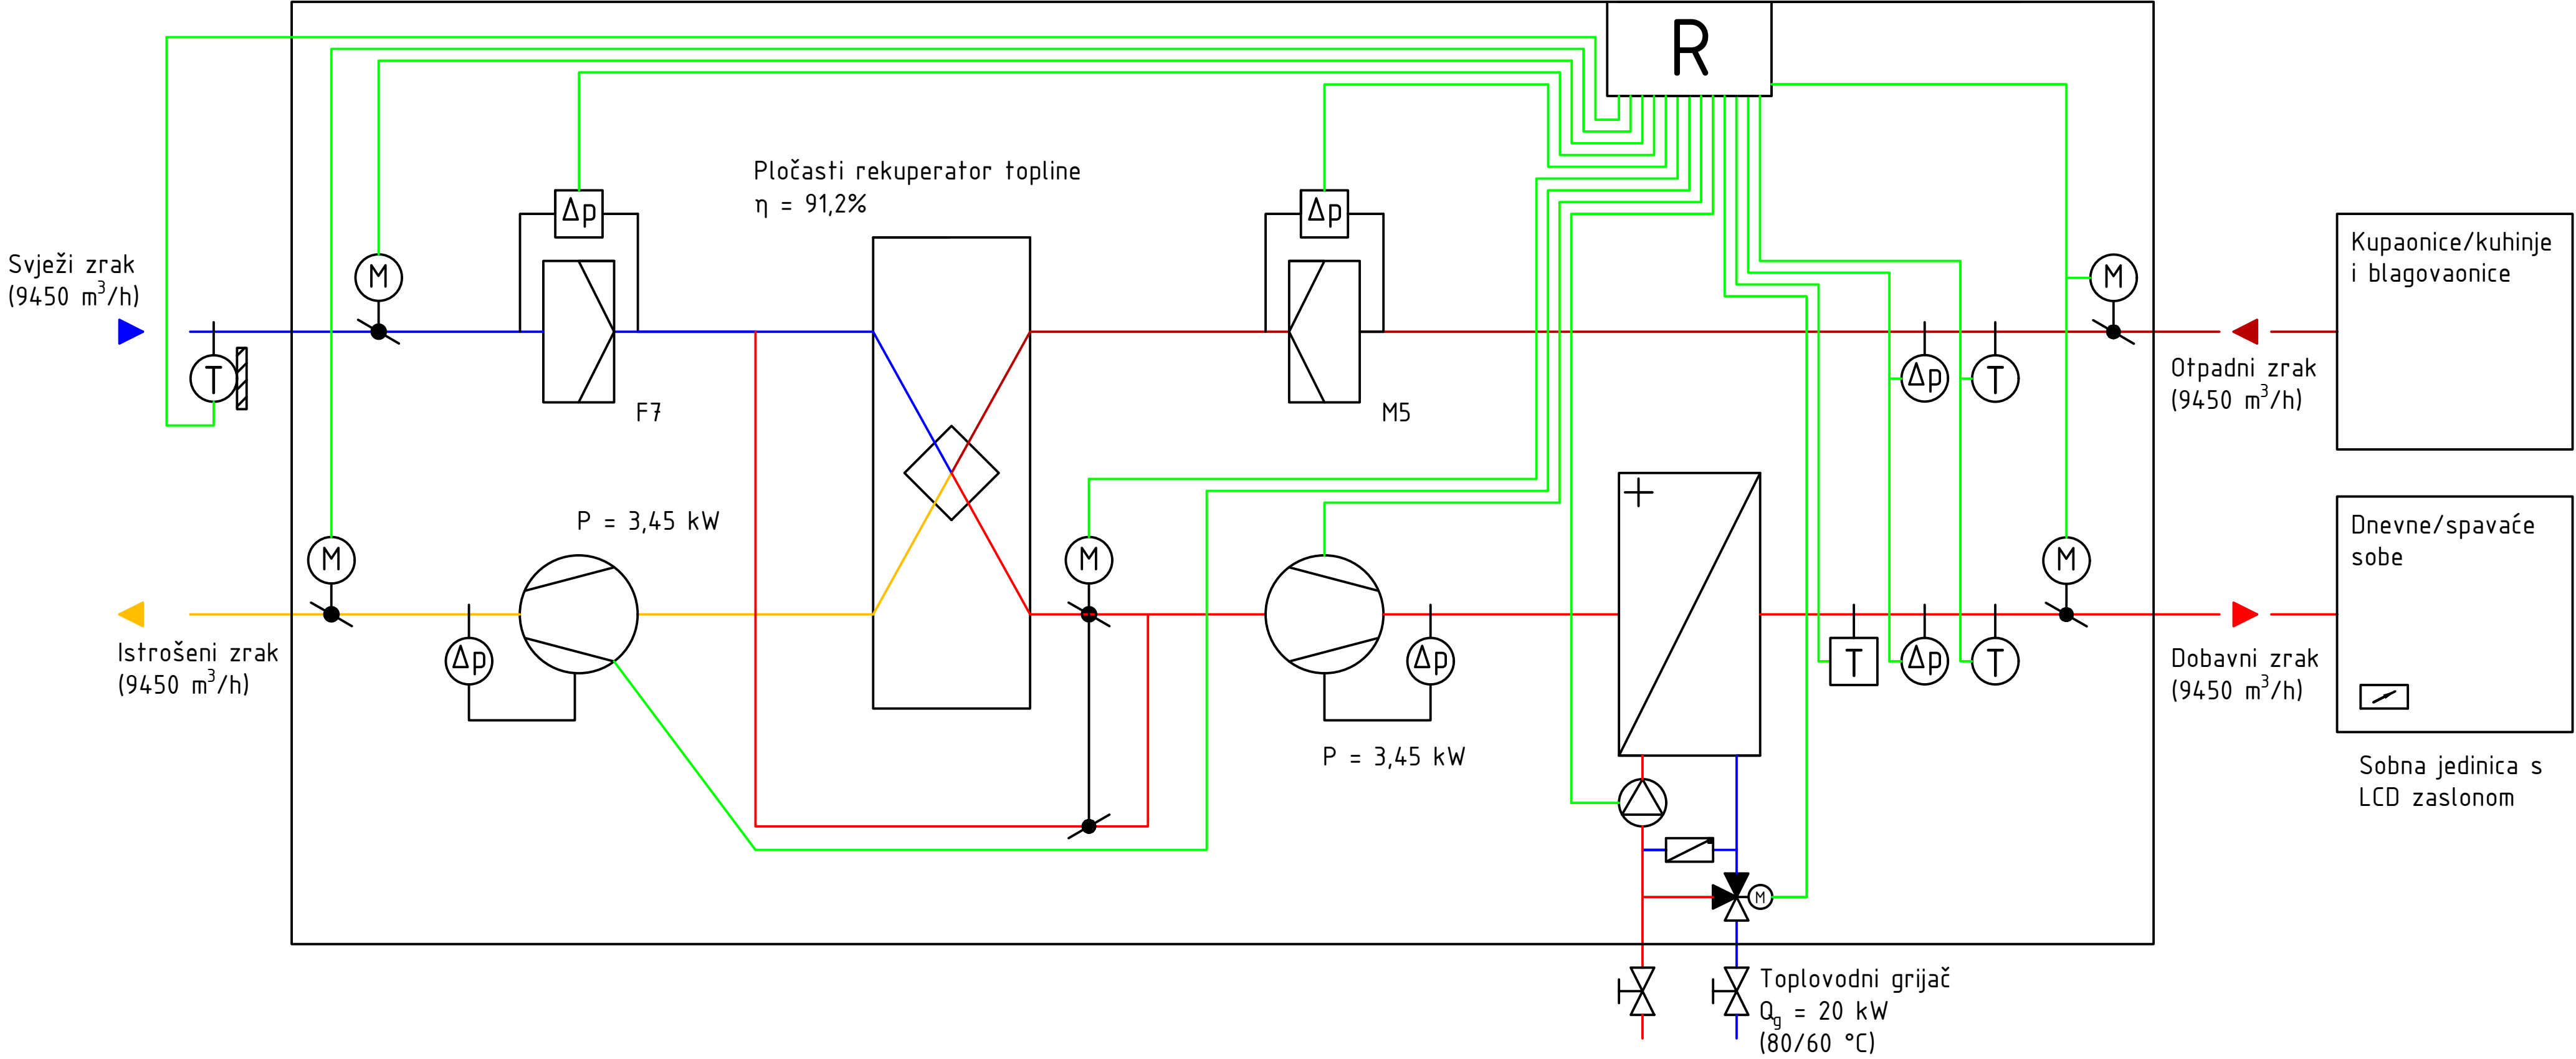 R
Pločasti rekuperator topline
η = 91,2%
Δp
Δp
Svježi zrak
(9450 m³/h)
M
M
Kupaonice/kuhinje
i blagovaonice
T
F7
M5
Δp
T
Otpadni zrak
(9450 m³/h)
P = 3,45 kW
+
Dnevne/spavaće
sobe
M
M
M
Istrošeni zrak
(9450 m³/h)
Δp
Δp
T
Δp
T
Dobavni zrak
(9450 m³/h)
P = 3,45 kW
Sobna jedinica s
LCD zaslonom
M
Toplovodni grijač
Qg = 20 kW
(80/60 °C)